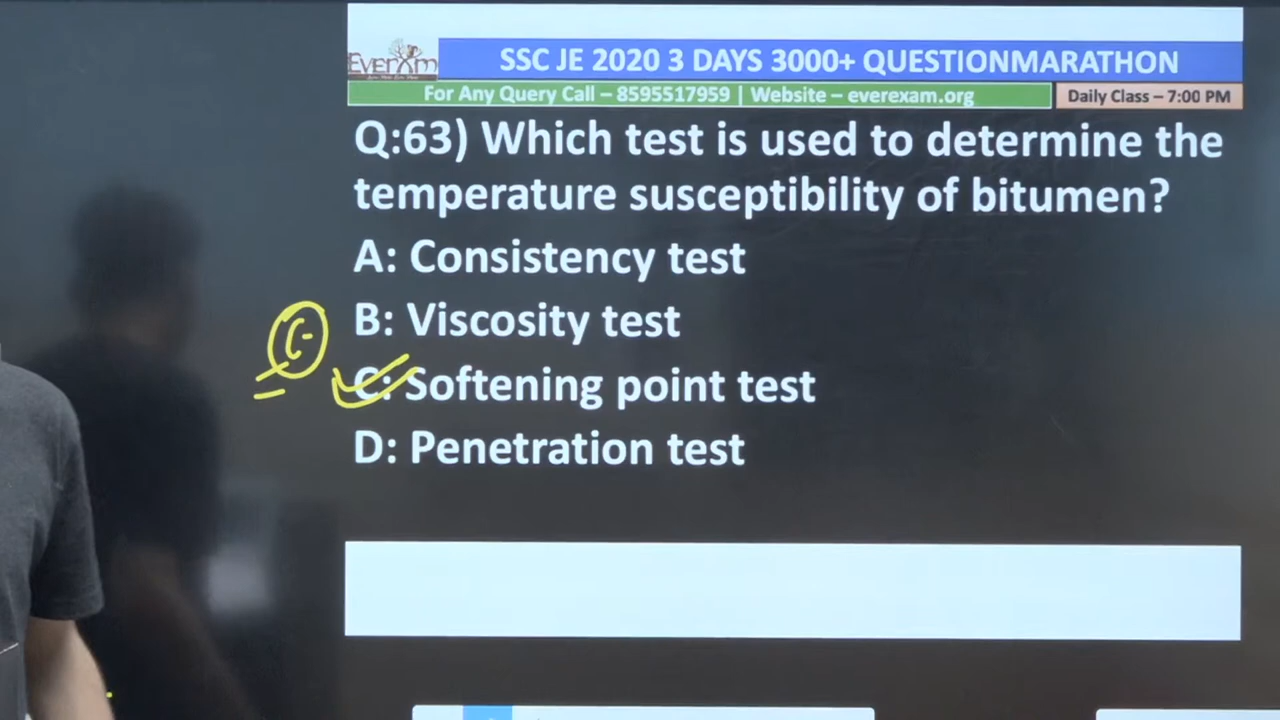 EVEREXAM
SSC JE 2020 3 DAYS 3000+ QUESTIONMARATHON
For Any Query Call – 8595517959 | Website – everexam.org
Daily Class – 7:00 PM
Q:63) Which test is used to determine the
temperature susceptibility of bitumen?
A: Consistency test
B: Viscosity test
C
C: Softening point test
D: Penetration test